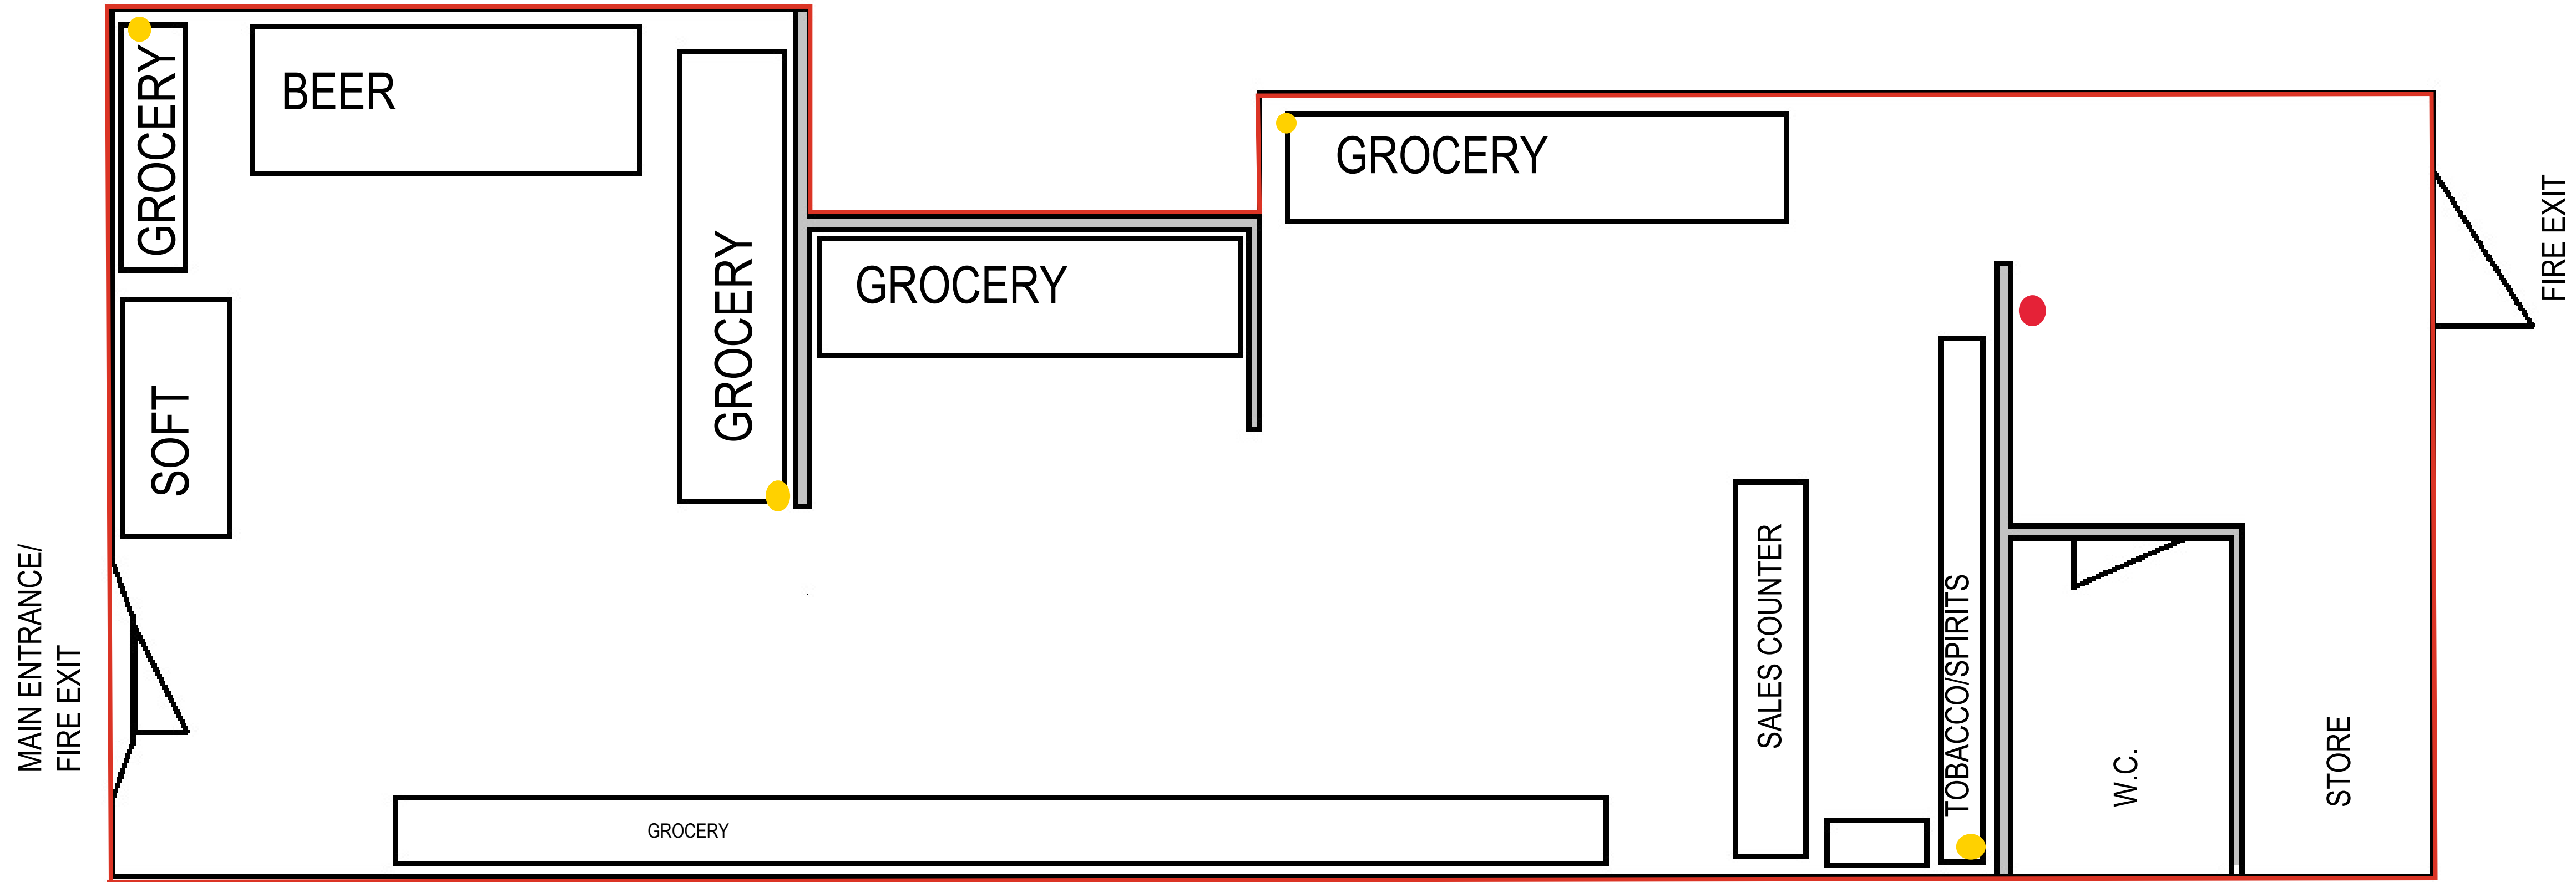 GROCERY
BEER
GROCERY
GROCERY
GROCERY
FIRE EXIT
SOFT
MAIN ENTRANCE/
FIRE EXIT
SALES COUNTER
TOBACCO/SPIRITS
W.C.
STORE
GROCERY